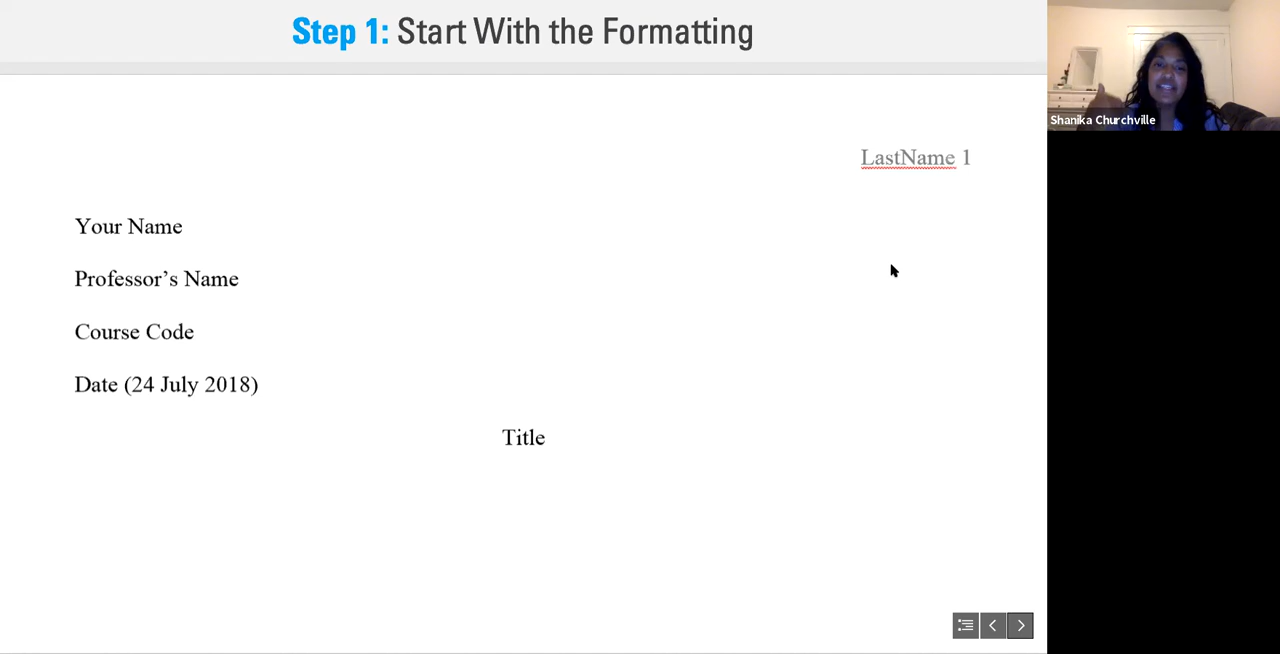 Step 1: Start With the Formatting
Shanika Churchville
LastName 1
Your Name
Professor’s Name
Course Code
Date (24 July 2018)
Title